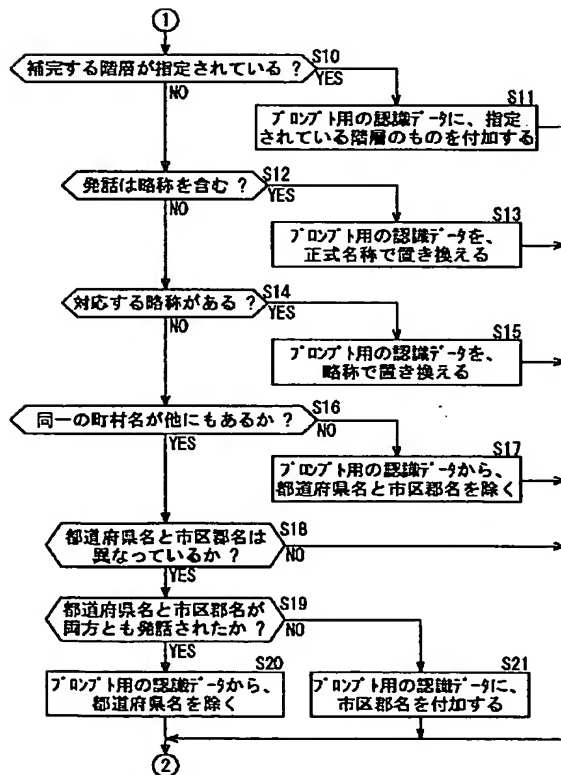 ①
S10
補完する階層が指定されている ?
YES
NO
S11
プロンプト用の認識データに、指定
されている階層のものを付加する
S12
発話は略称を含む ?
YES
NO
S13
プロンプト用の認識データを、
正式名称で置き換える
S14
対応する略称がある ?
YES
NO
S15
プロンプト用の認識データを、
略称で置き換える
S16
同一の町村名が他にもあるか ?
NO
YES
S17
プロンプト用の認識データから、
都道府県名と市区郡名を除く
S18
都道府県名と市区郡名は
異なっているか ?
NO
YES
S19
都道府県名と市区郡名が
両方とも発話されたか ?
NO
YES
S20
プロンプト用の認識データから、
都道府県名を除く
S21
プロンプト用の認識データに、
市区郡名を付加する
②